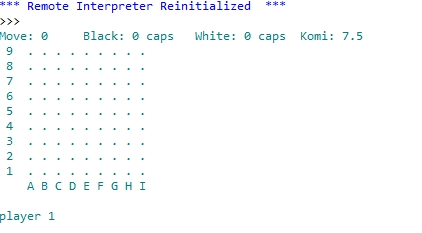 *** Remote Interpreter Reinitialized  ***
>>>
Move: 0     Black: 0 caps   White: 0 caps  Komi: 7.5
 9  . . . . . . . . .
 8  . . . . . . . . .
 7  . . . . . . . . .
 6  . . . . . . . . .
 5  . . . . . . . . .
 4  . . . . . . . . .
 3  . . . . . . . . .
 2  . . . . . . . . .
 1  . . . . . . . . .
    A B C D E F G H I
player 1